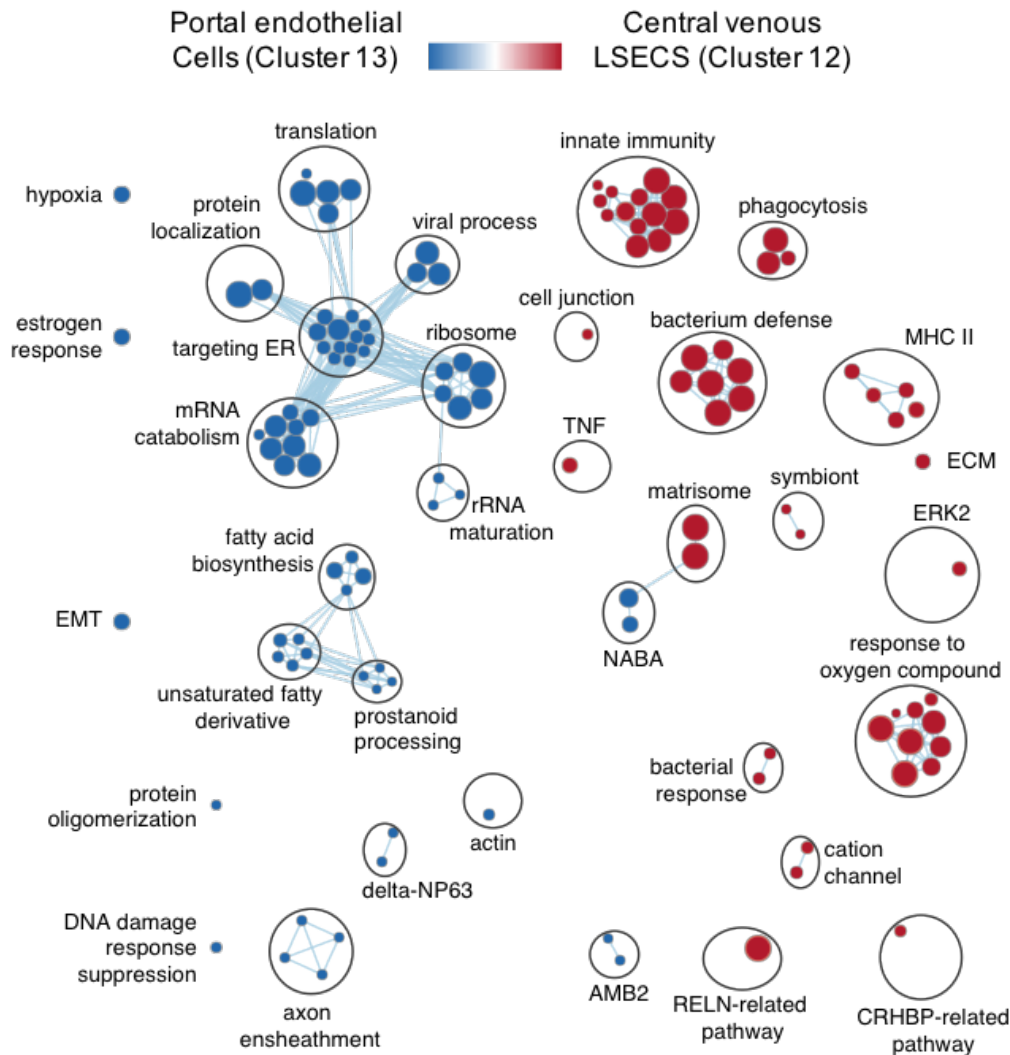 Portal endothelial
Cells (Cluster 13)
Central venous
LSECS (Cluster 12)
translation
innate immunity
hypoxia
protein
localization
viral process
phagocytosis
estrogen
response
targeting ER
ribosome
cell junction
bacterium defense
MHC II
mRNA
catabolism
TNF
ECM
rRNA
maturation
matrisome
symbiont
ERK2
fatty acid
biosynthesis
EMT
NABA
response to
oxygen compound
unsaturated fatty
derivative
prostanoid
processing
bacterial
response
protein
oligomerization
actin
delta-NP63
cation
channel
DNA damage
response
suppression
axon
ensheathment
AMB2
RELN-related
pathway
CRHBP-related
pathway